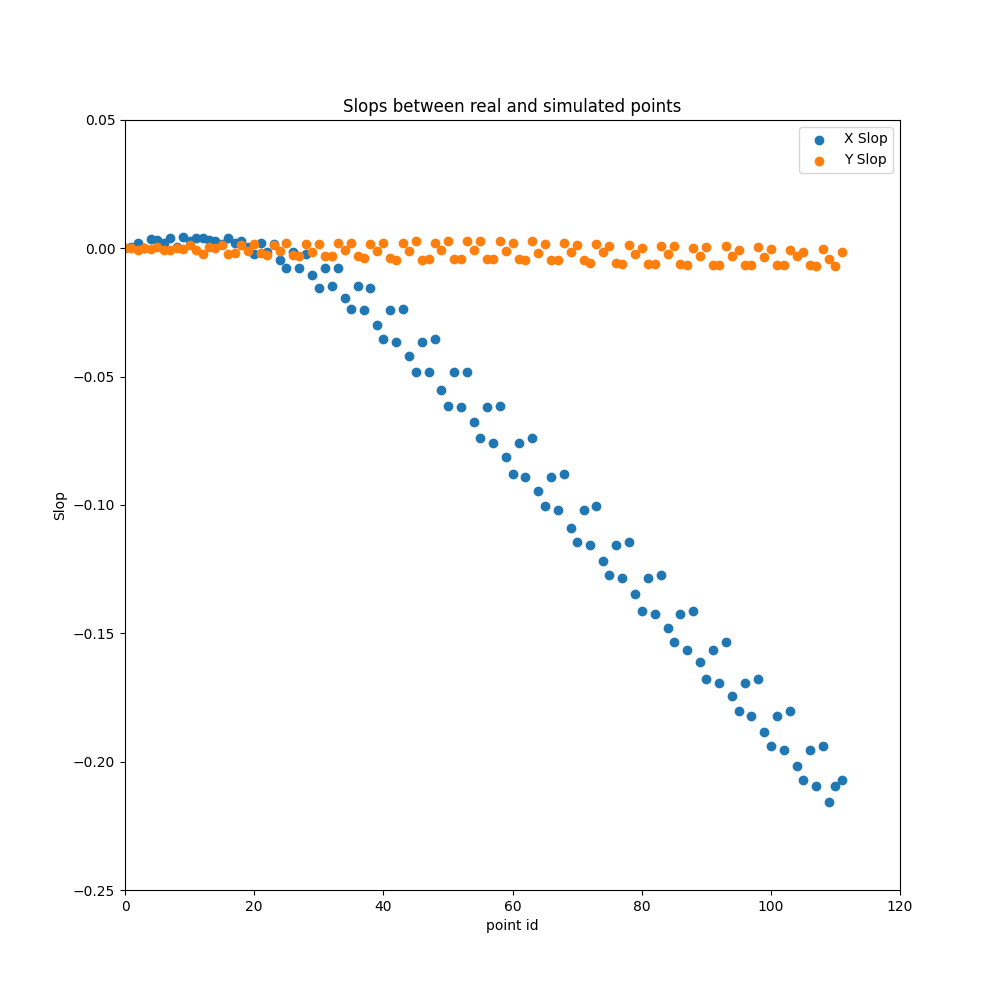 Slops between real and simulated points
X Slop
Y Slop
0.05
0.00
−0.05
−0.10
−0.15
−0.20
−0.25
Slop
0 20 40 60 80 100 120
point id